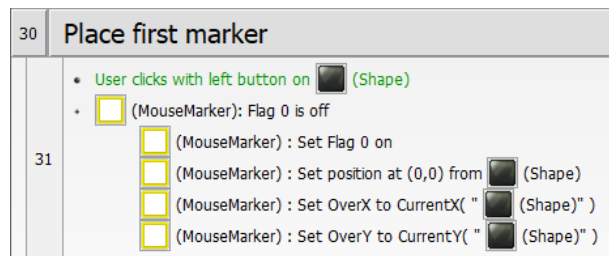 30 Place first marker
31
• User clicks with left button on (Shape)
+ (MouseMarker): Flag 0 is off
(MouseMarker) : Set Flag 0 on
(MouseMarker) : Set position at (0,0) from (Shape)
(MouseMarker) : Set OverX to CurrentX( " (Shape)" )
(MouseMarker) : Set OverY to CurrentY( " (Shape)" )